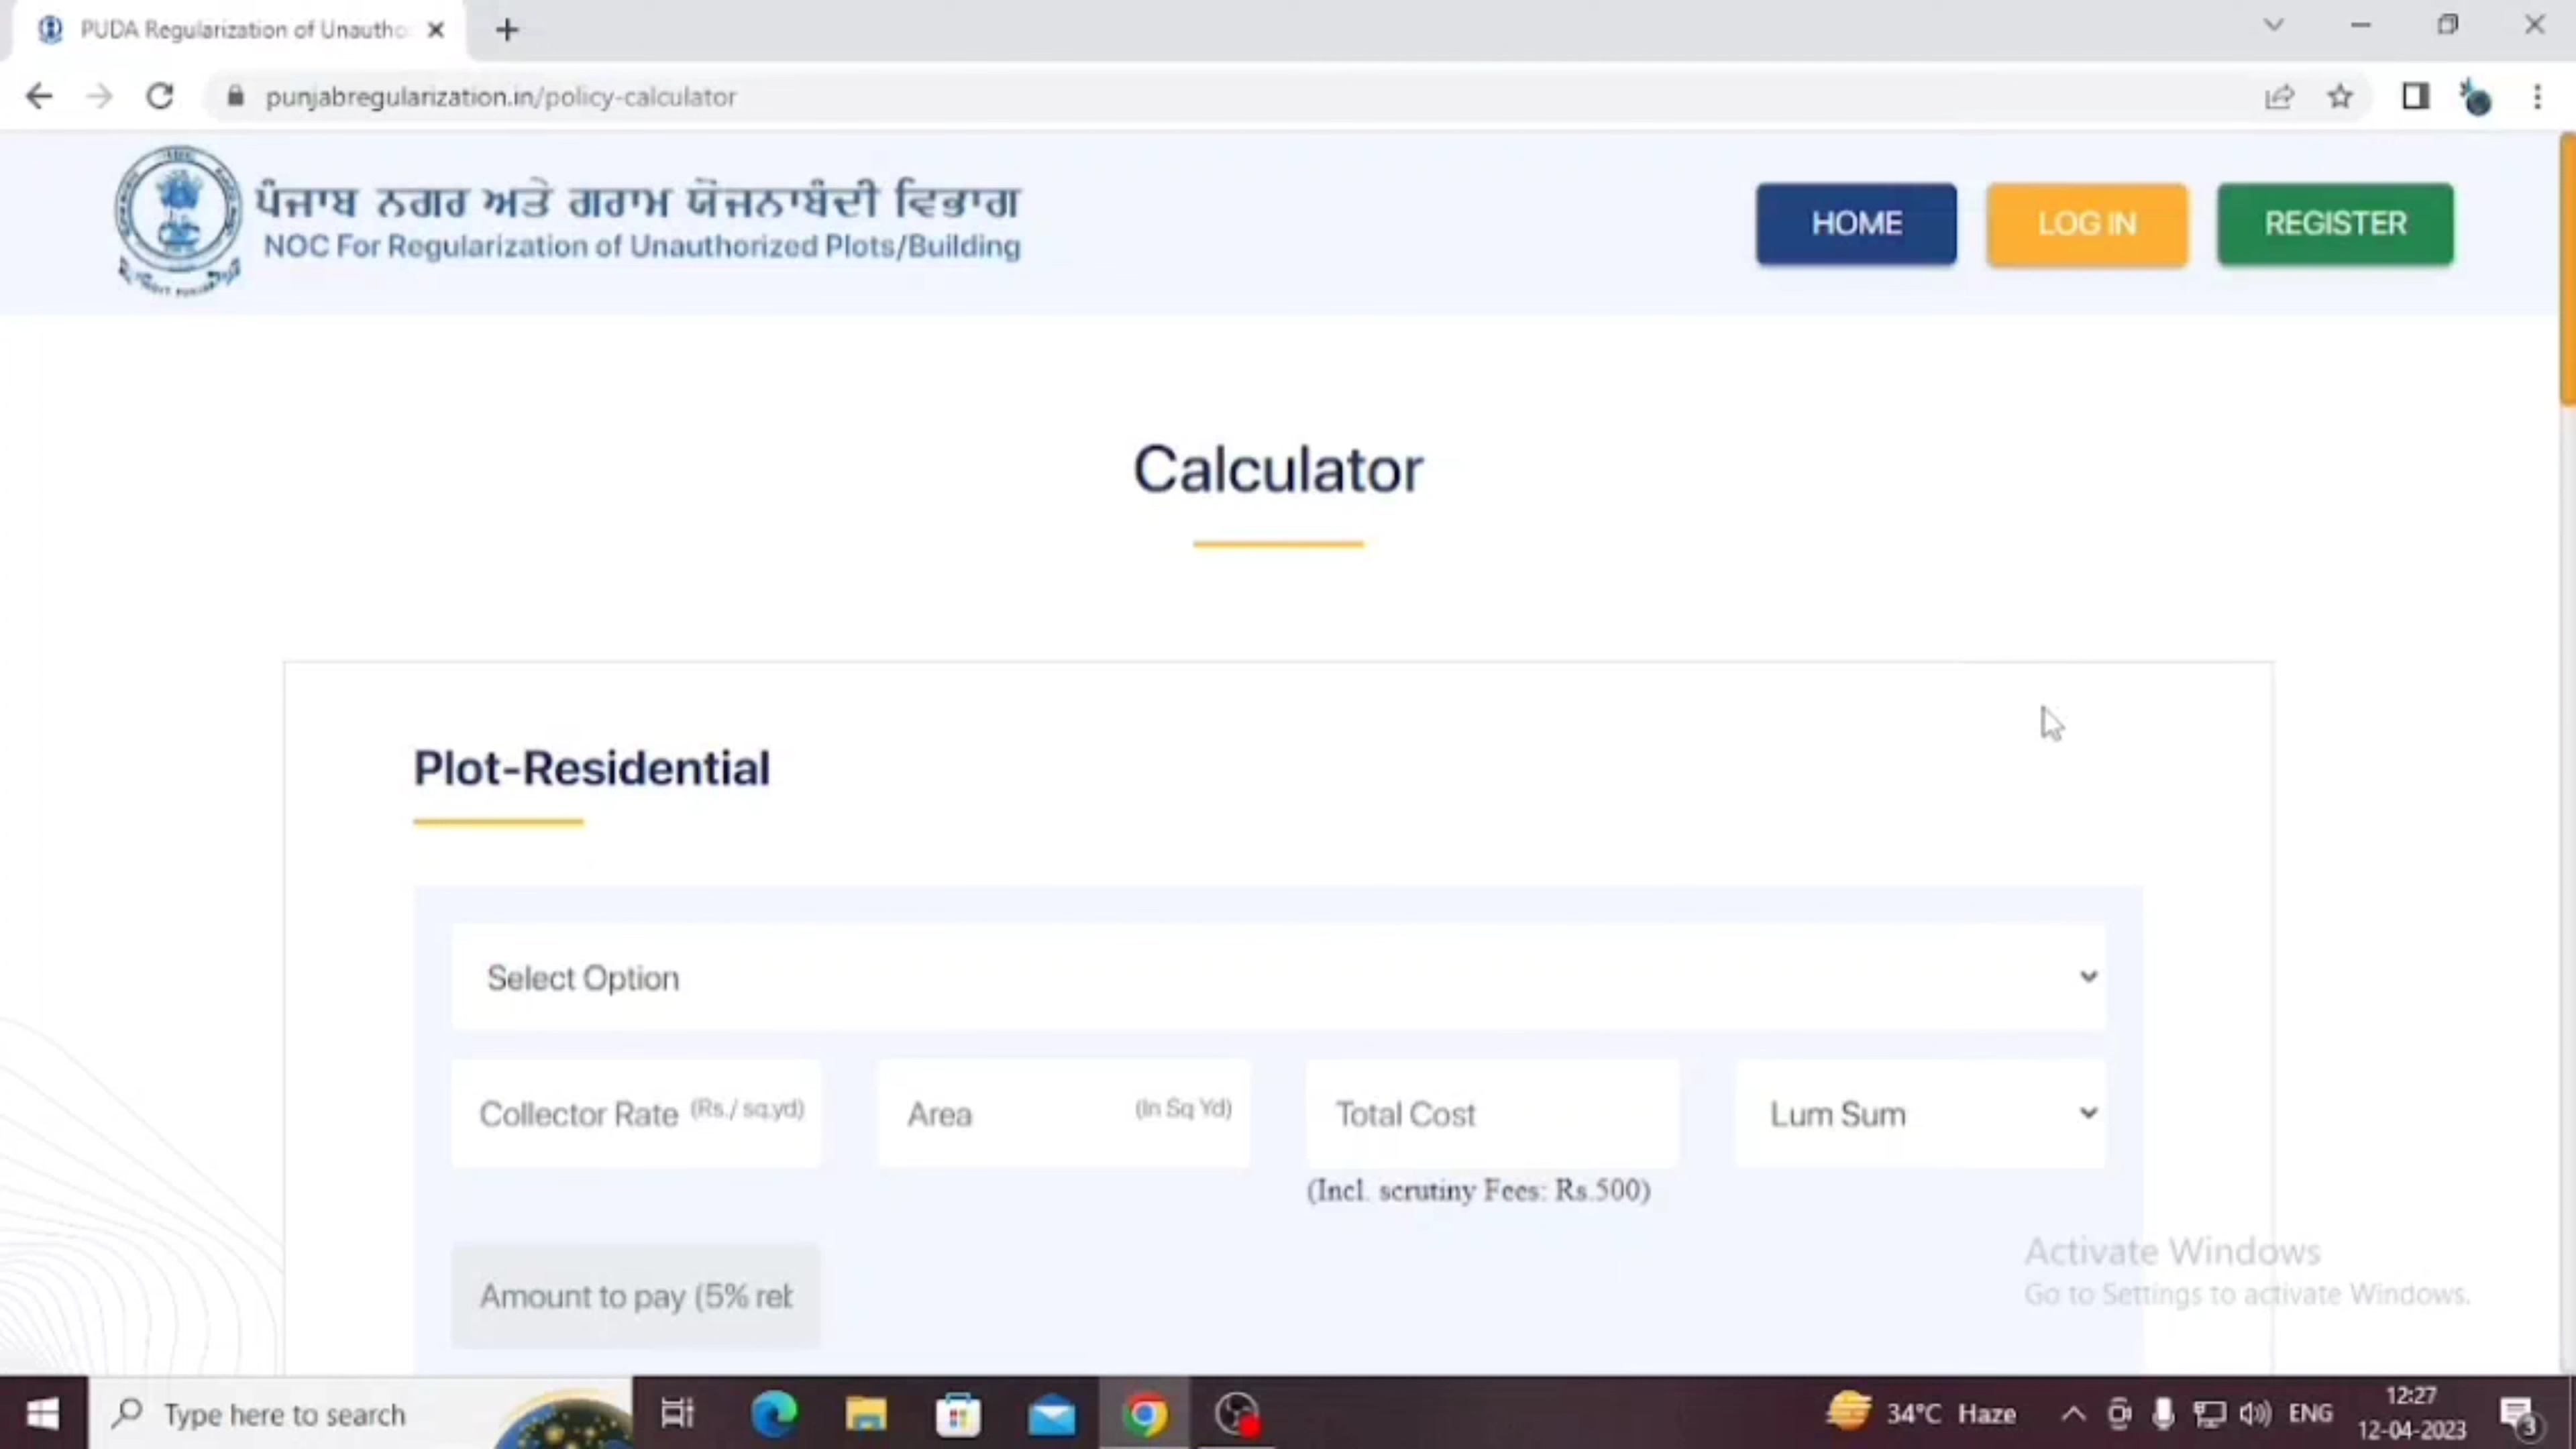 PUDA Regularization of Unautho
punjabregularization.in/policy-calculator
ਪੰਜਾਬ ਨਗਰ ਅਤੇ ਗਰਾਮ ਯੋਜਨਾਬੰਦੀ ਵਿਭਾਗ
NOC For Regularization of Unauthorized Plots/Building
HOME
LOG IN
REGISTER
Calculator
Plot-Residential
Select Option
Collector Rate (Rs./ sq.yd)
Area (In Sq Yd)
Total Cost
Lum Sum
(Incl. scrutiny Fees: Rs.500)
Amount to pay (5% reb
Activate Windows
Go to Settings to activate Windows.
Type here to search
34°C Haze
ENG
12:27
12-04-2023
3